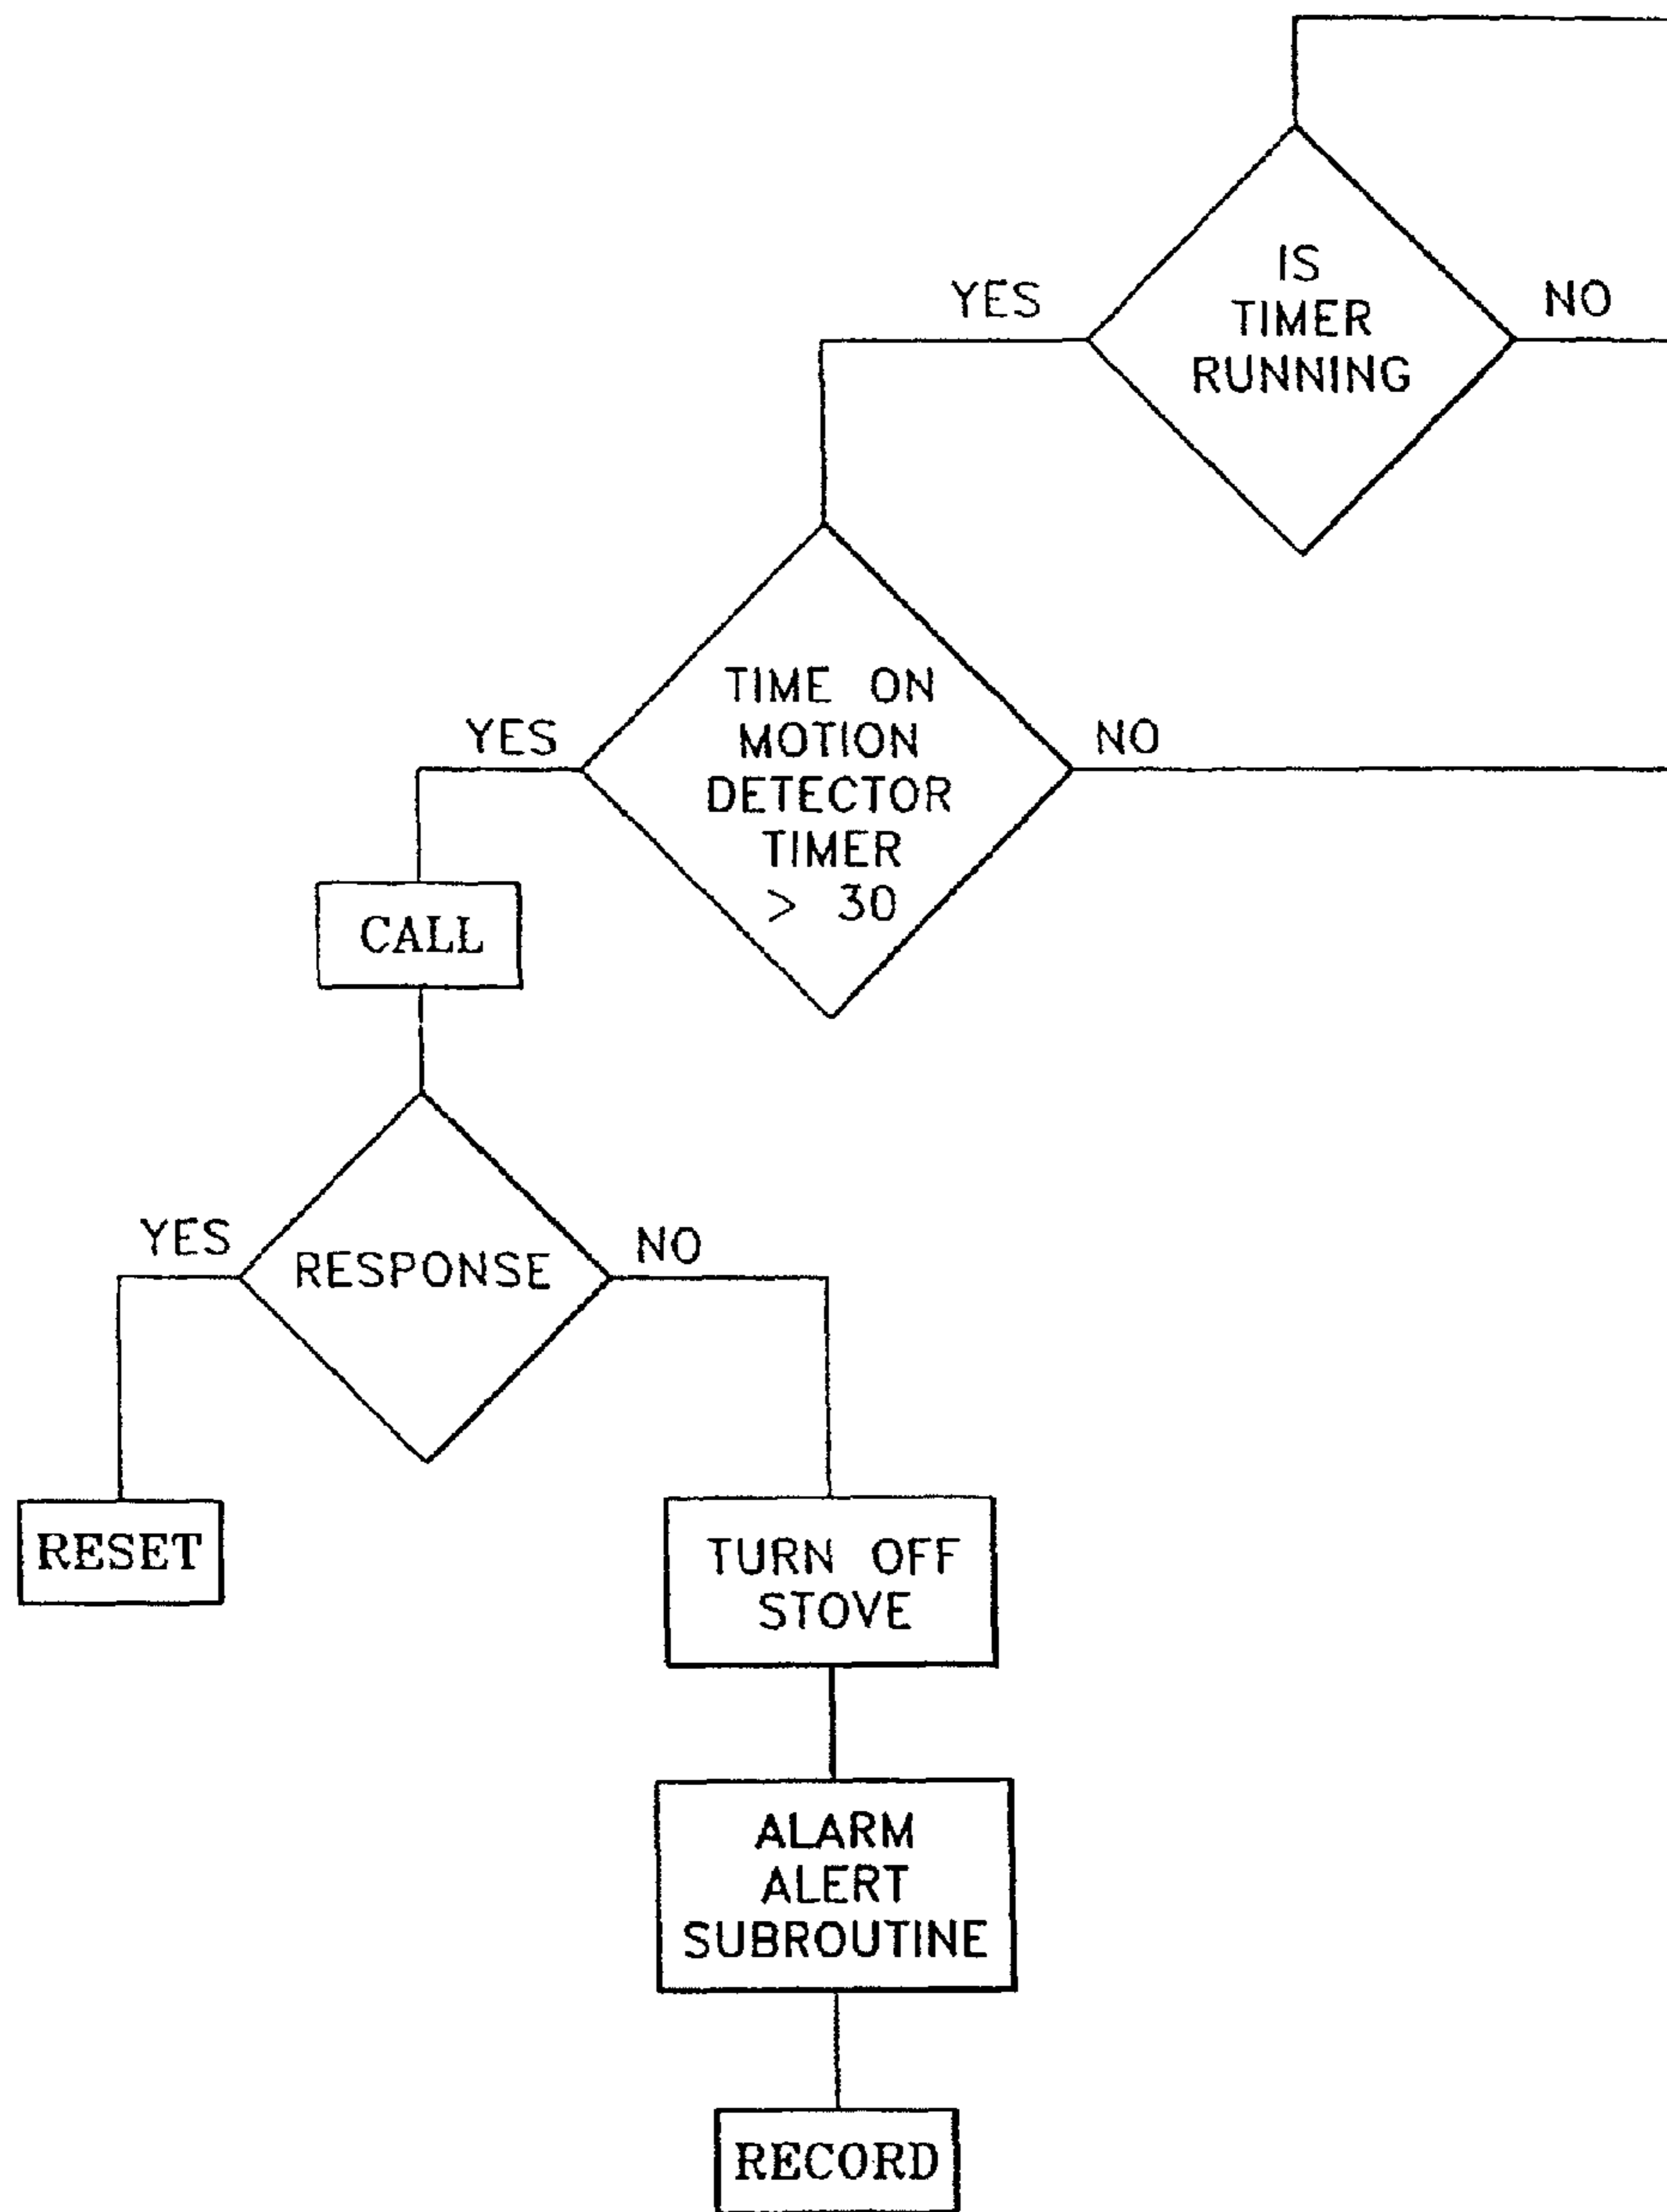 IS
TIMER
RUNNING
YES
NO
TIME ON
MOTION
DETECTOR
TIMER
> 30
YES
NO
CALL
RESPONSE
YES
NO
RESET
TURN OFF
STOVE
ALARM
ALERT
SUBROUTINE
RECORD